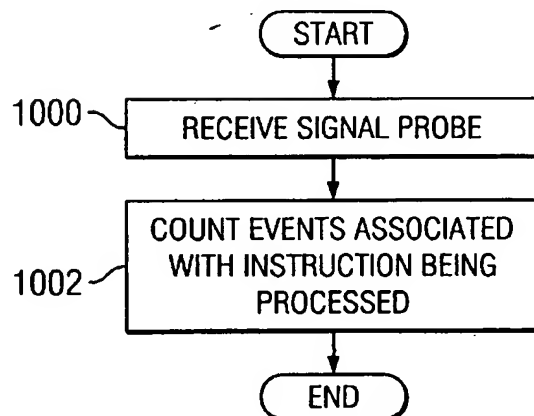 START
1000
RECEIVE SIGNAL PROBE
1002
COUNT EVENTS ASSOCIATED
WITH INSTRUCTION BEING
PROCESSED
END